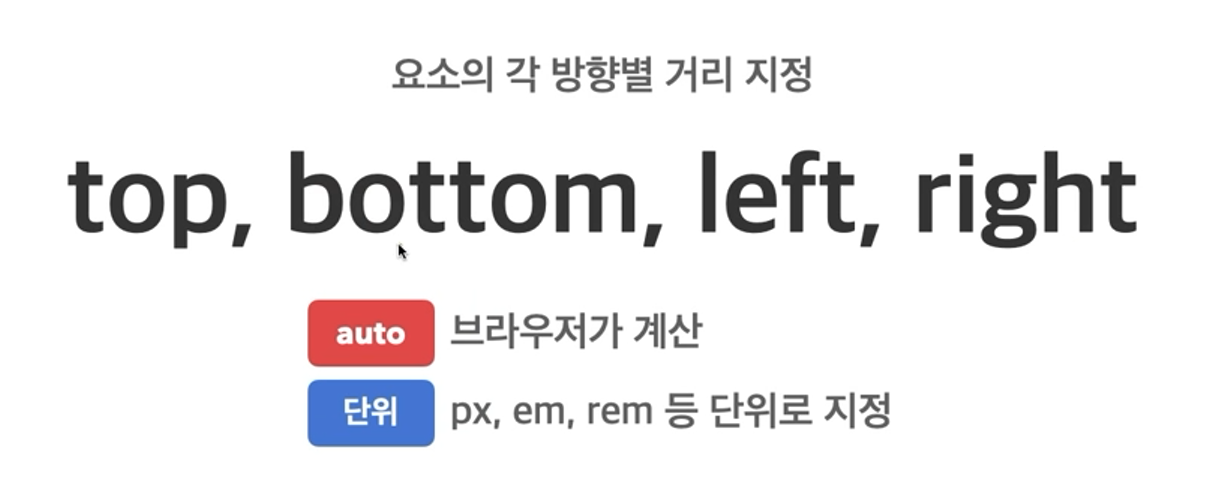 요소의 각 방향별 거리 지정
top, bottom, left, right
auto 브라우저가 계산
단위 px, em, rem 등 단위로 지정